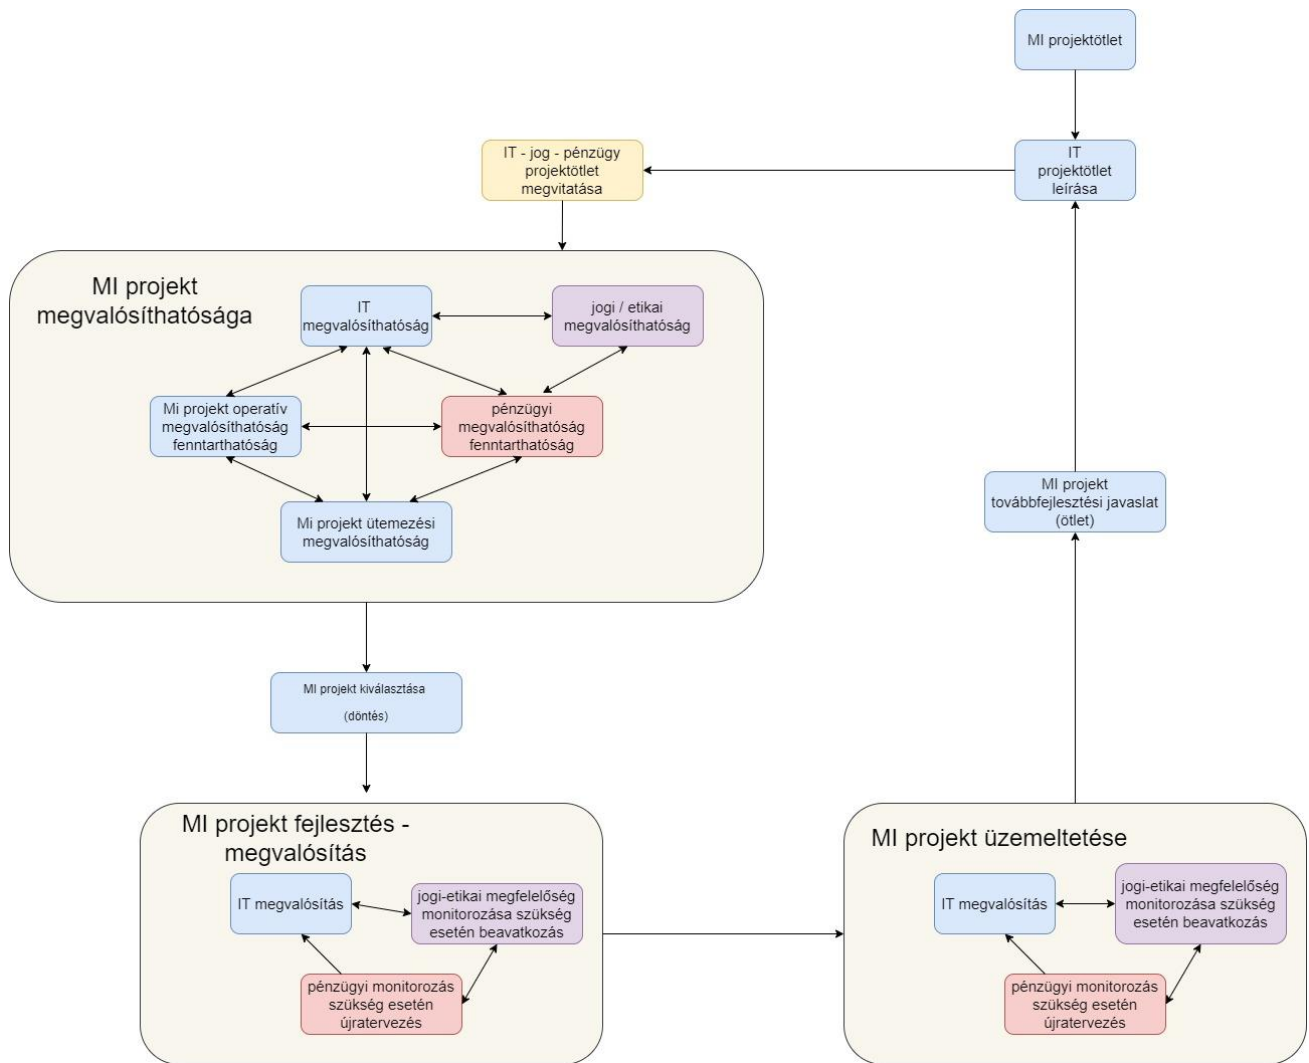 MI projektötlet
IT
projektötlet
leírása
IT - jog - pénzügy
projektötlet
megvitatása
MI projekt
megvalósíthatósága
IT
megvalósíthatóság
jogi / etikai
megvalósíthatóság
Mi projekt operatív
megvalósíthatóság
fenntarthatóság
pénzügyi
megvalósíthatóság
fenntarthatóság
Mi projekt ütemezési
megvalósíthatóság
MI projekt
továbbfejlesztési javaslat
(ötlet)
MI projekt kiválasztása
(döntés)
MI projekt fejlesztés -
megvalósítás
IT megvalósítás
jogi-etikai megfelelőség
monitorozása szükség
esetén beavatkozás
pénzügyi monitorozás
szükség esetén
újratervezés
MI projekt üzemeltetése
IT megvalósítás
jogi-etikai megfelelőség
monitorozása szükség
esetén beavatkozás
pénzügyi monitorozás
szükség esetén
újratervezés